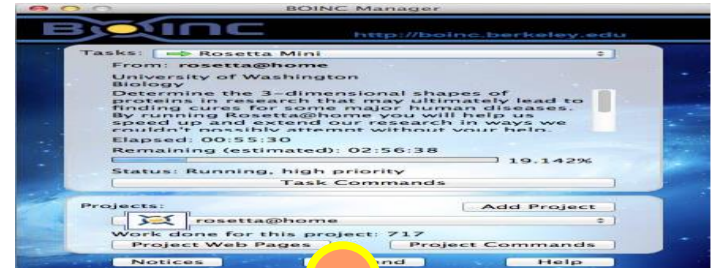 BOINC Manager
BOINC
http://boinc.berkeley.edu
Tasks: Rosetta Mini
From: rosetta@home
University of Washington
Biology
Determine the 3-dimensional shapes of
proteins in research that may ultimately lead to
finding cures for some major human diseases.
By running Rosetta@home you will help us
speed up and extend our research in ways we
couldn't possibly attempt without your help.
Elapsed: 00:55:30
Remaining (estimated): 02:56:38
19.142%
Status: Running, high priority
Task Commands
Projects: Add Project
rosetta@home
Work done for this project: 717
Project Web Pages Project Commands
Notices Help